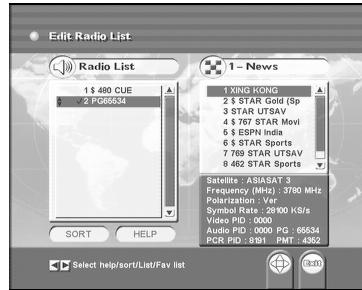 Edit Radio List
Radio List
1 $ 480 CUE
2 PG65534
SORT
HELP
1 - News
1 XING KONG
2 $ STAR Gold (Sp
3 STAR UTSAV
4 $ 767 STAR Movi
5 $ ESPN India
6 $ STAR Sports
7 769 STAR UTSAV
8 462 STAR Sports
Satellite : ASIASAT 3
Frequency (MHz) : 3780 MHz
Polarization : Ver
Symbol Rate : 28100 KS/s
Video PID : 0000
Audio PID : 0000 PG : 65534
PCR PID : 8191 PMT : 4352
Select help/sort/List/Fav list
Exit